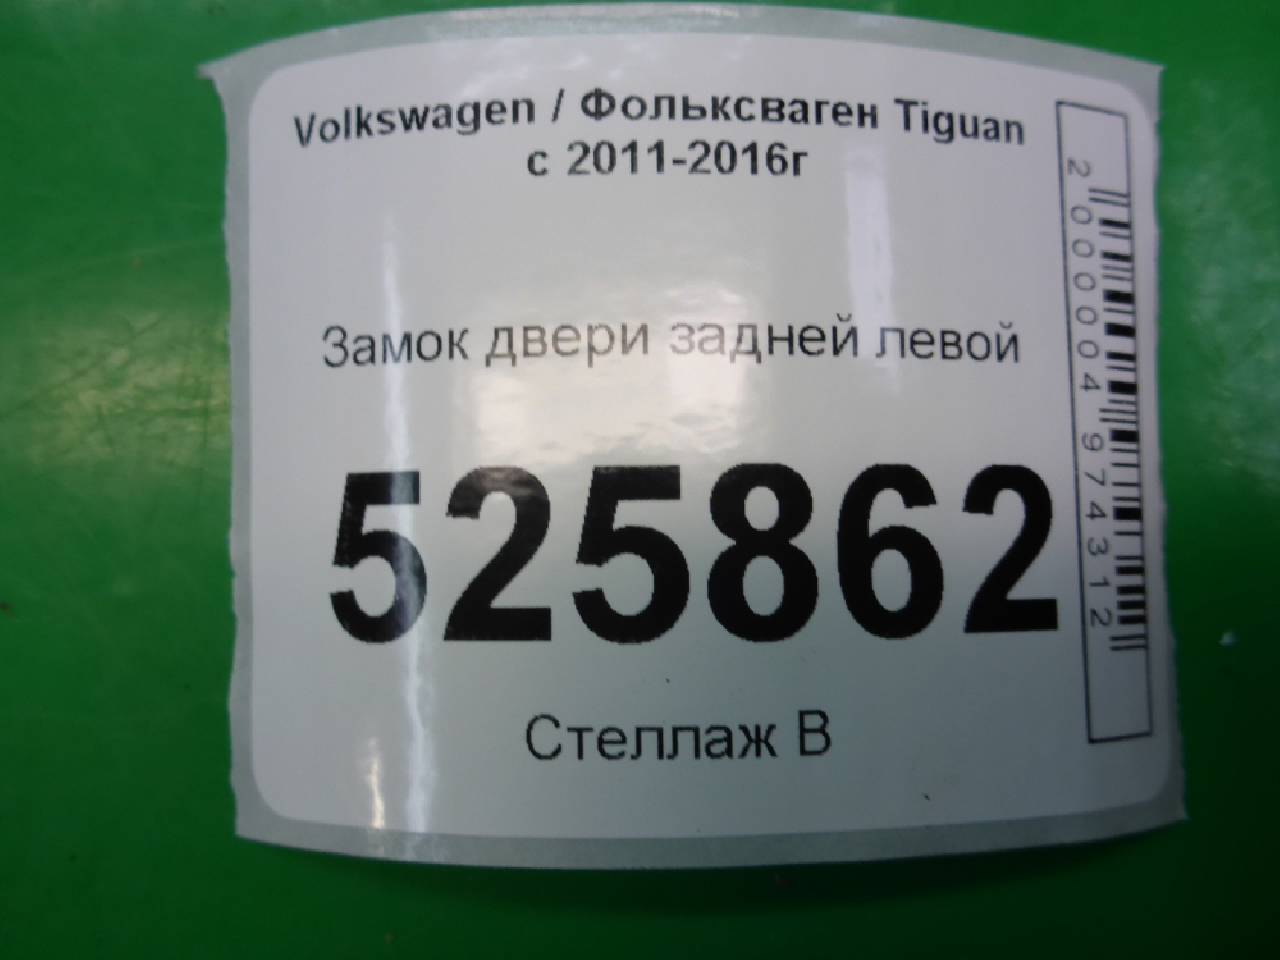 Volkswagen / Фольксваген Tiguan
с 2011-2016г
Замок двери задней левой
525862
Стеллаж В
2000004974312